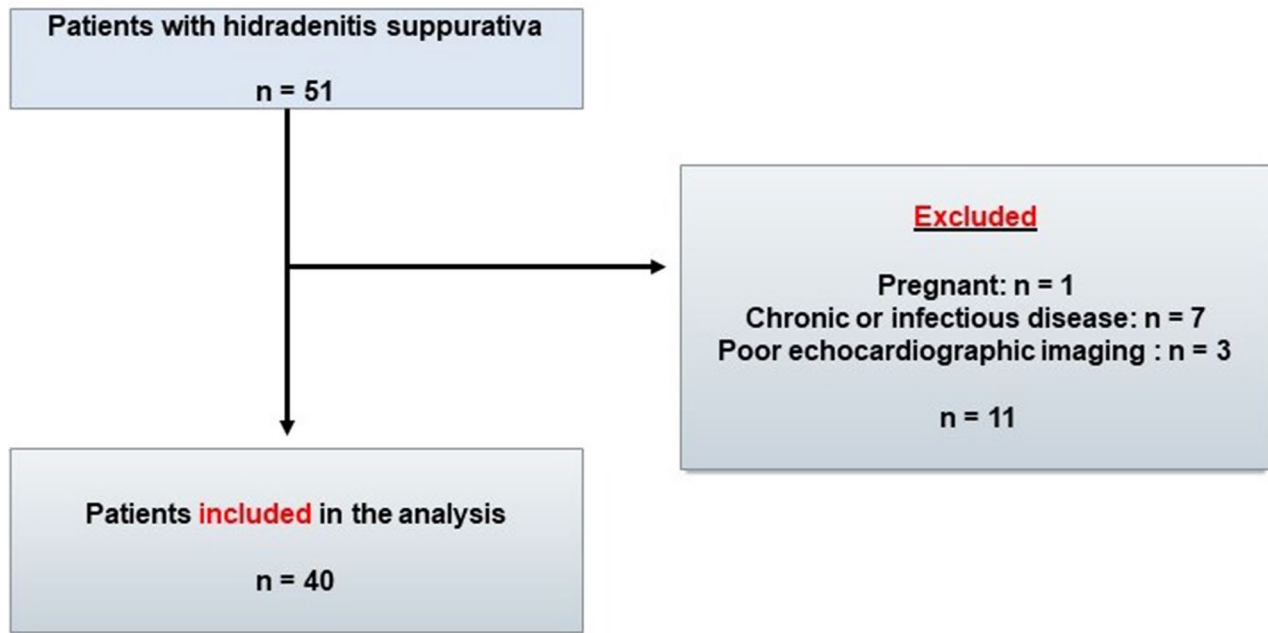 Patients with hidradenitis suppurativa
n = 51
Excluded
Pregnant: n = 1
Chronic or infectious disease: n = 7
Poor echocardiographic imaging : n = 3
n = 11
Patients included in the analysis
n = 40